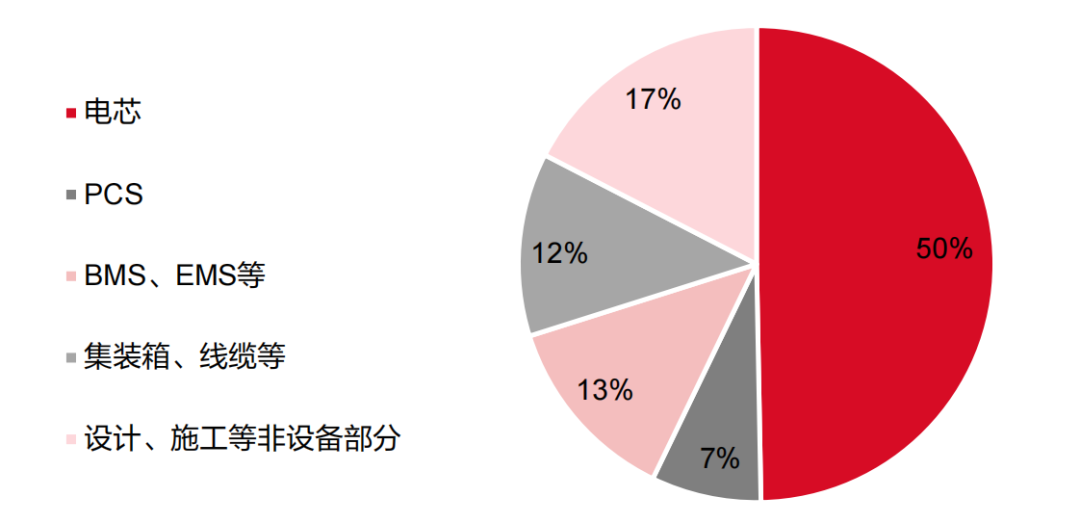 电芯
PCS
BMS、EMS等
集装箱、线缆等
设计、施工等非设备部分
17%
50%
12%
13%
7%